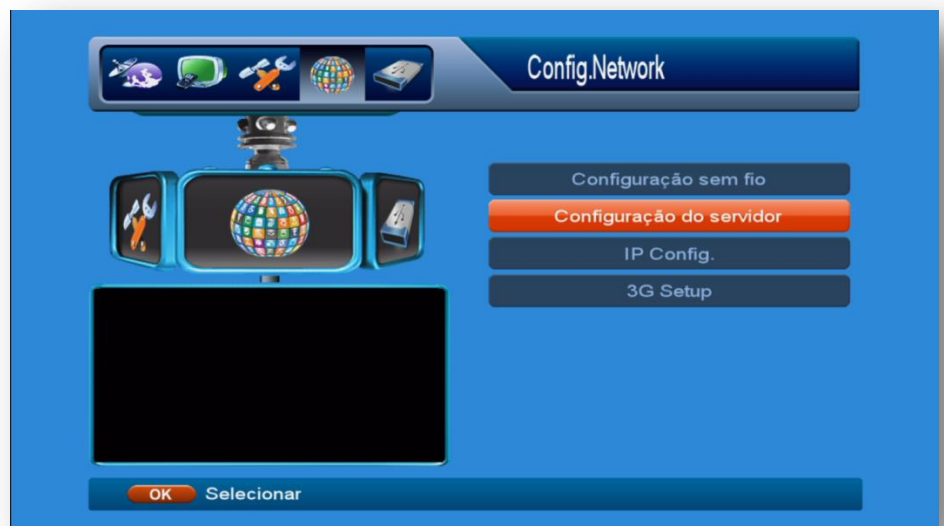 Config.Network
Configuração sem fio
Configuração do servidor
IP Config.
3G Setup
OK Selecionar